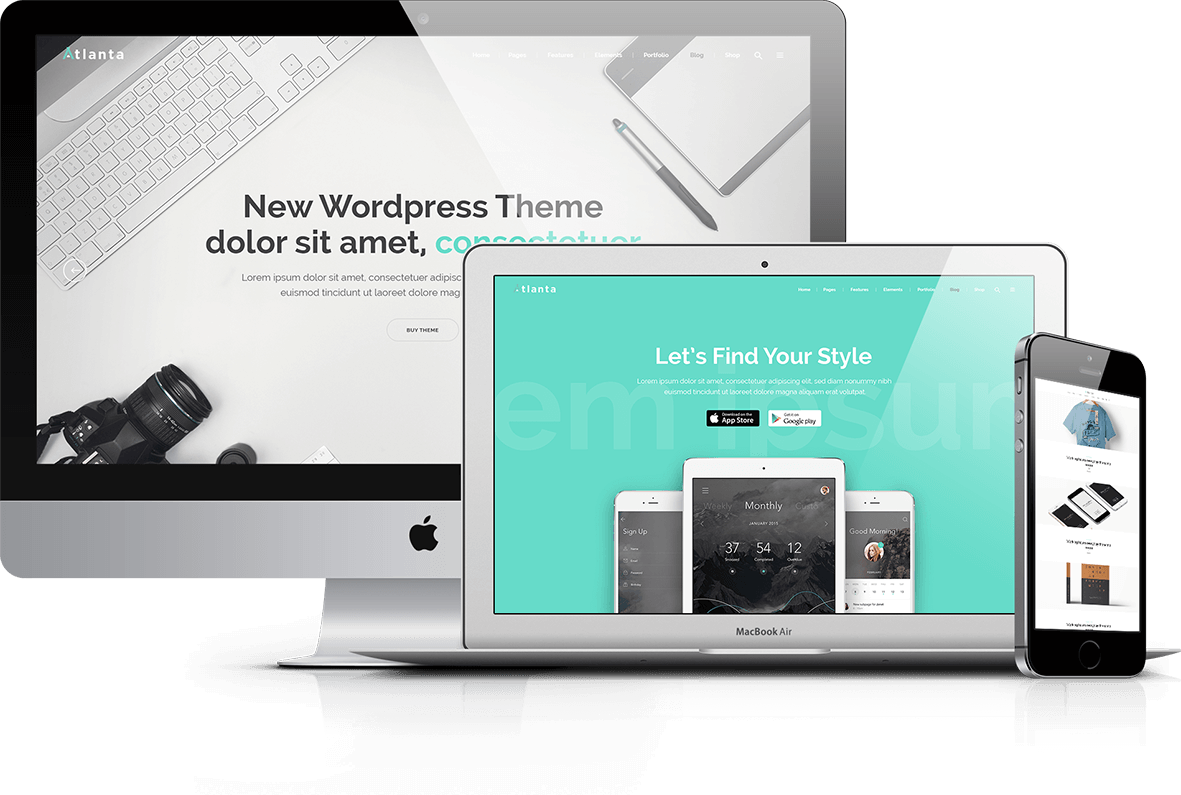 Atlanta
Home Pages Features Elements Portfolio Blog Shop
New Wordpress Theme
dolor sit amet, consectetuer
Lorem ipsum dolor sit amet, consectetuer adipisc
euismod tincidunt ut laoreet dolore mag
BUY THEME
Atlanta
Home Pages Features Elements Portfolio Blog Shop
em ipsum
Let's Find Your Style
Lorem ipsum dolor sit amet, consectetuer adipiscing elit, sed diam nonummy nibh
euismod tincidunt ut laoreet dolore magna aliquam erat volutpat.
Download on the
App Store
Get it on
Google play
Sign Up
Weekly Monthly
JANUARY 2015
37 54 12
Completed
Good Morning!
MacBook Air